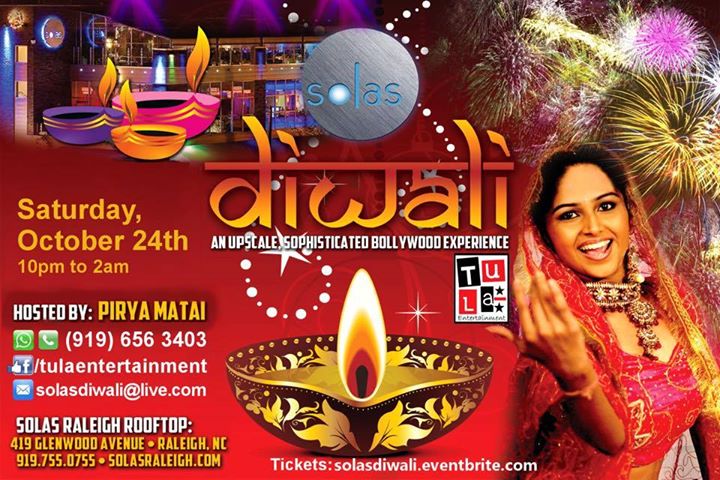 solas
solas
diwali
AN UPSCALE, SOPHISTICATED BOLLYWOOD EXPERIENCE
Saturday,
October 24th
10pm to 2am
TULA
Entertainment
HOSTED BY: PIRYA MATAI
(919) 656 3403
f/tulaentertainment
solasdiwali@live.com
SOLAS RALEIGH ROOFTOP:
419 GLENWOOD AVENUE • RALEIGH, NC
919.755.0755 • SOLASRALEIGH.COM
Tickets: solasdiwali.eventbrite.com